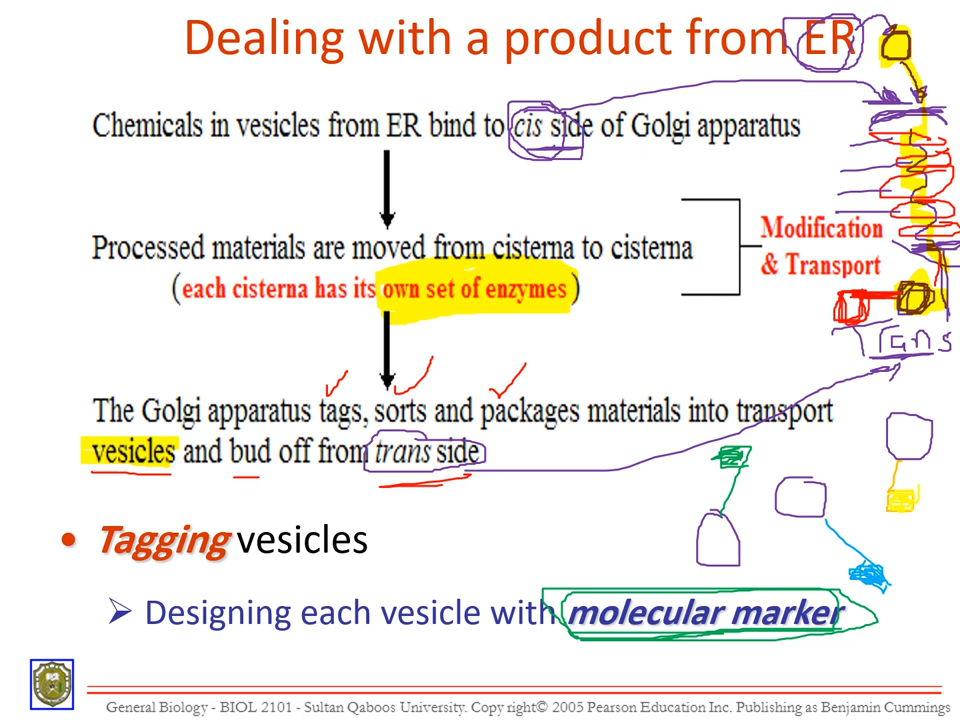 Dealing with a product from ER
Chemicals in vesicles from ER bind to cis side of Golgi apparatus
Processed materials are moved from cisterna to cisterna
(each cisterna has its own set of enzymes)
Modification
& Transport
Trans
The Golgi apparatus tags, sorts and packages materials into transport
vesicles and bud off from trans side
• Tagging vesicles
➢ Designing each vesicle with molecular marker
General Biology - BIOL 2101 - Sultan Qaboos University. Copy right© 2005 Pearson Education Inc. Publishing as Benjamin Cummings